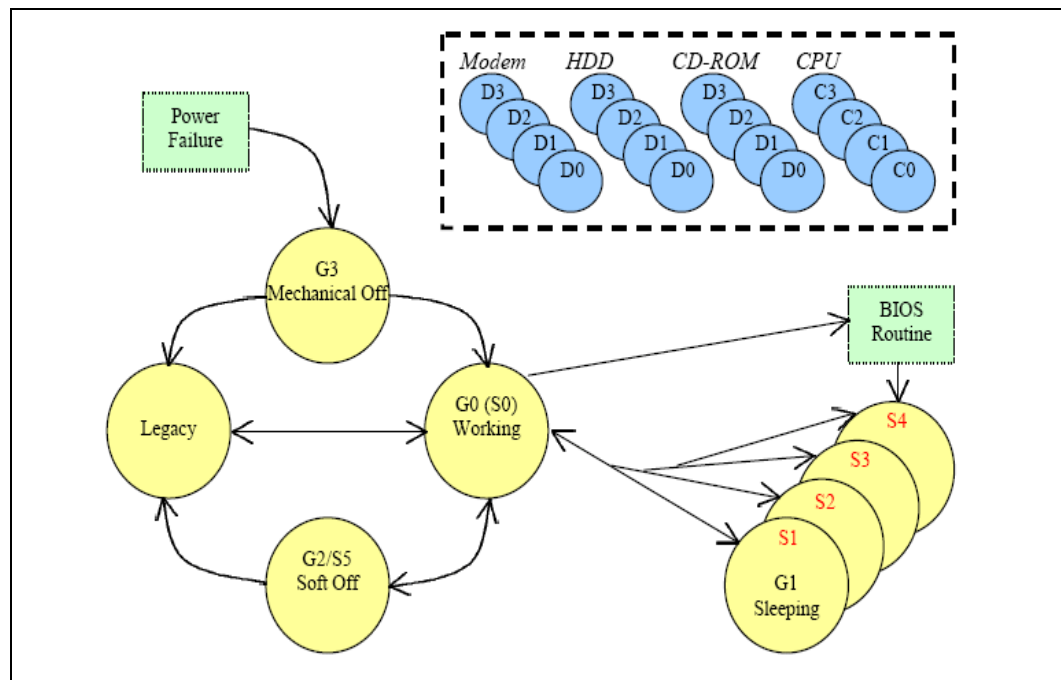 Modem HDD CD-ROM CPU
D3 D3 D3 C3
D2 D2 D2 C2
D1 D1 D1 C1
D0 D0 D0 C0
Power
Failure
G3
Mechanical Off
BIOS
Routine
Legacy
G0 (S0)
Working
S4
S3
S2
S1
G1
Sleeping
G2/S5
Soft Off